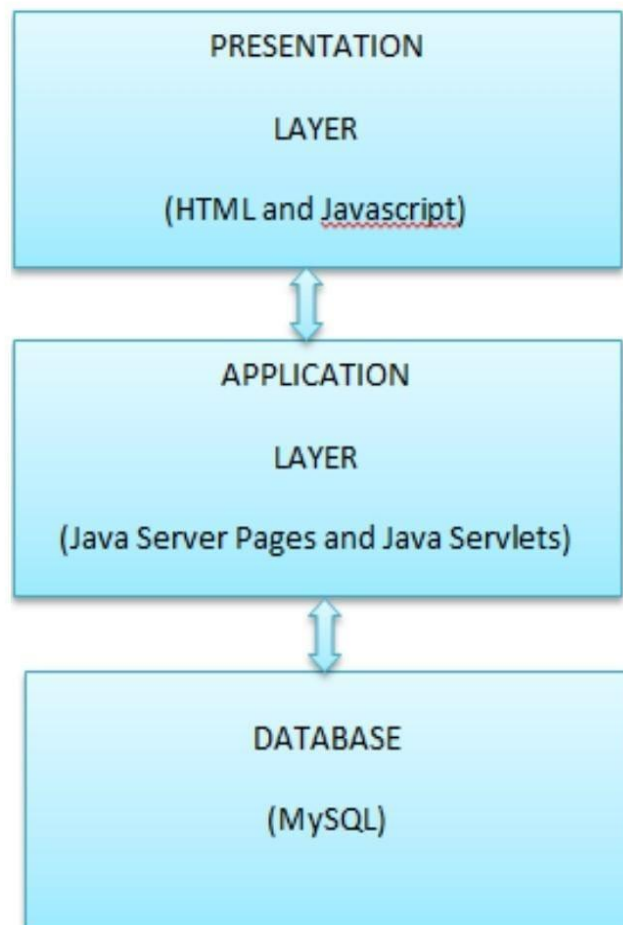 PRESENTATION
LAYER
(HTML and Javascript)
APPLICATION
LAYER
(Java Server Pages and Java Servlets)
DATABASE
(MySQL)